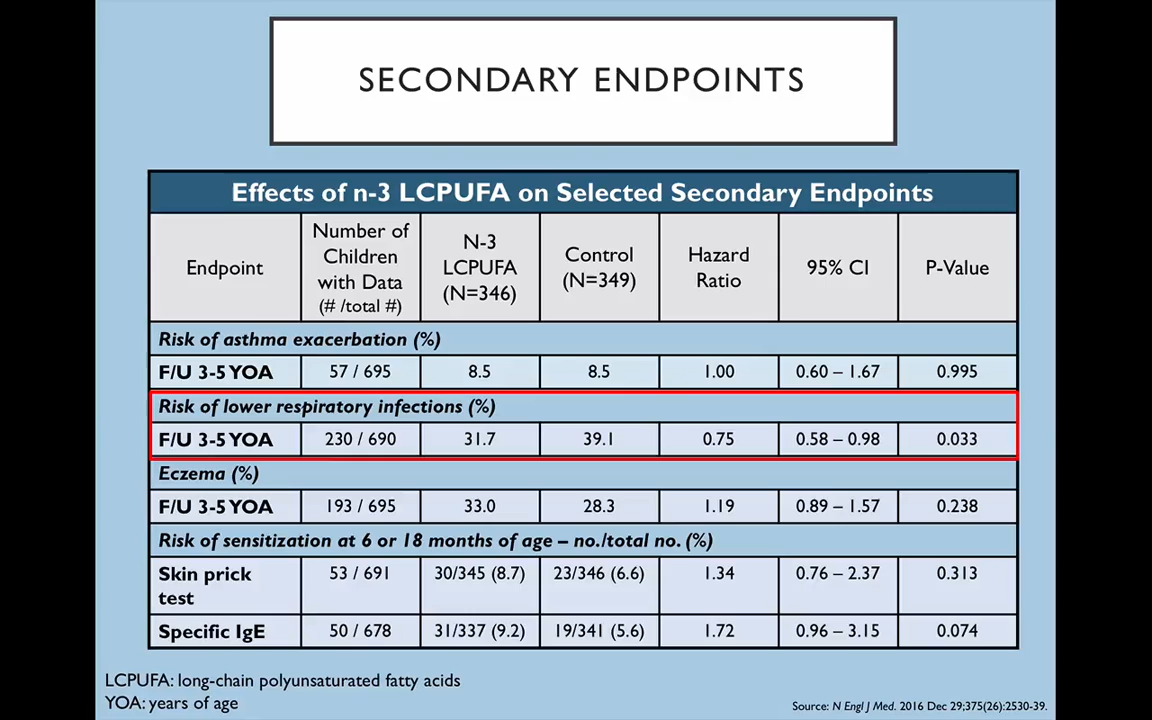 SECONDARY ENDPOINTS
Effects of n-3 LCPUFA on Selected Secondary Endpoints
Endpoint
Number of
Children
with Data
(# /total #)
N-3
LCPUFA
(N=346)
Control
(N=349)
Hazard
Ratio
95% CI
P-Value
Risk of asthma exacerbation (%)
F/U 3-5 YOA 57 / 695 8.5 8.5 1.00 0.60 – 1.67 0.995
Risk of lower respiratory infections (%)
F/U 3-5 YOA 230 / 690 31.7 39.1 0.75 0.58 – 0.98 0.033
Eczema (%)
F/U 3-5 YOA 193 / 695 33.0 28.3 1.19 0.89 – 1.57 0.238
Risk of sensitization at 6 or 18 months of age – no./total no. (%)
Skin prick 53 / 691 30/345 (8.7) 23/346 (6.6) 1.34 0.76 – 2.37 0.313
test
Specific IgE 50 / 678 31/337 (9.2) 19/341 (5.6) 1.72 0.96 – 3.15 0.074
LCPUFA: long-chain polyunsaturated fatty acids
YOA: years of age
Source: N Engl J Med. 2016 Dec 29;375(26):2530-39.